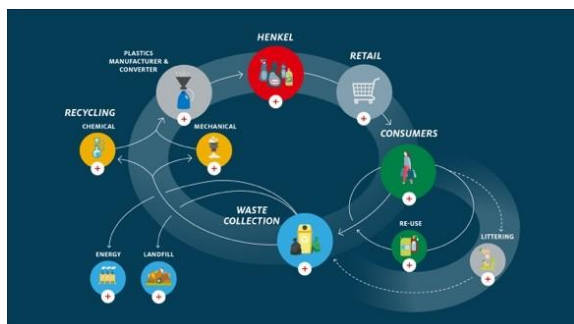 HENKEL
PLASTICS
MANUFACTURER &
CONVERTER
RETAIL
RECYCLING
CHEMICAL
MECHANICAL
CONSUMERS
WASTE
COLLECTION
RE-USE
LITTERING
ENERGY
LANDFILL